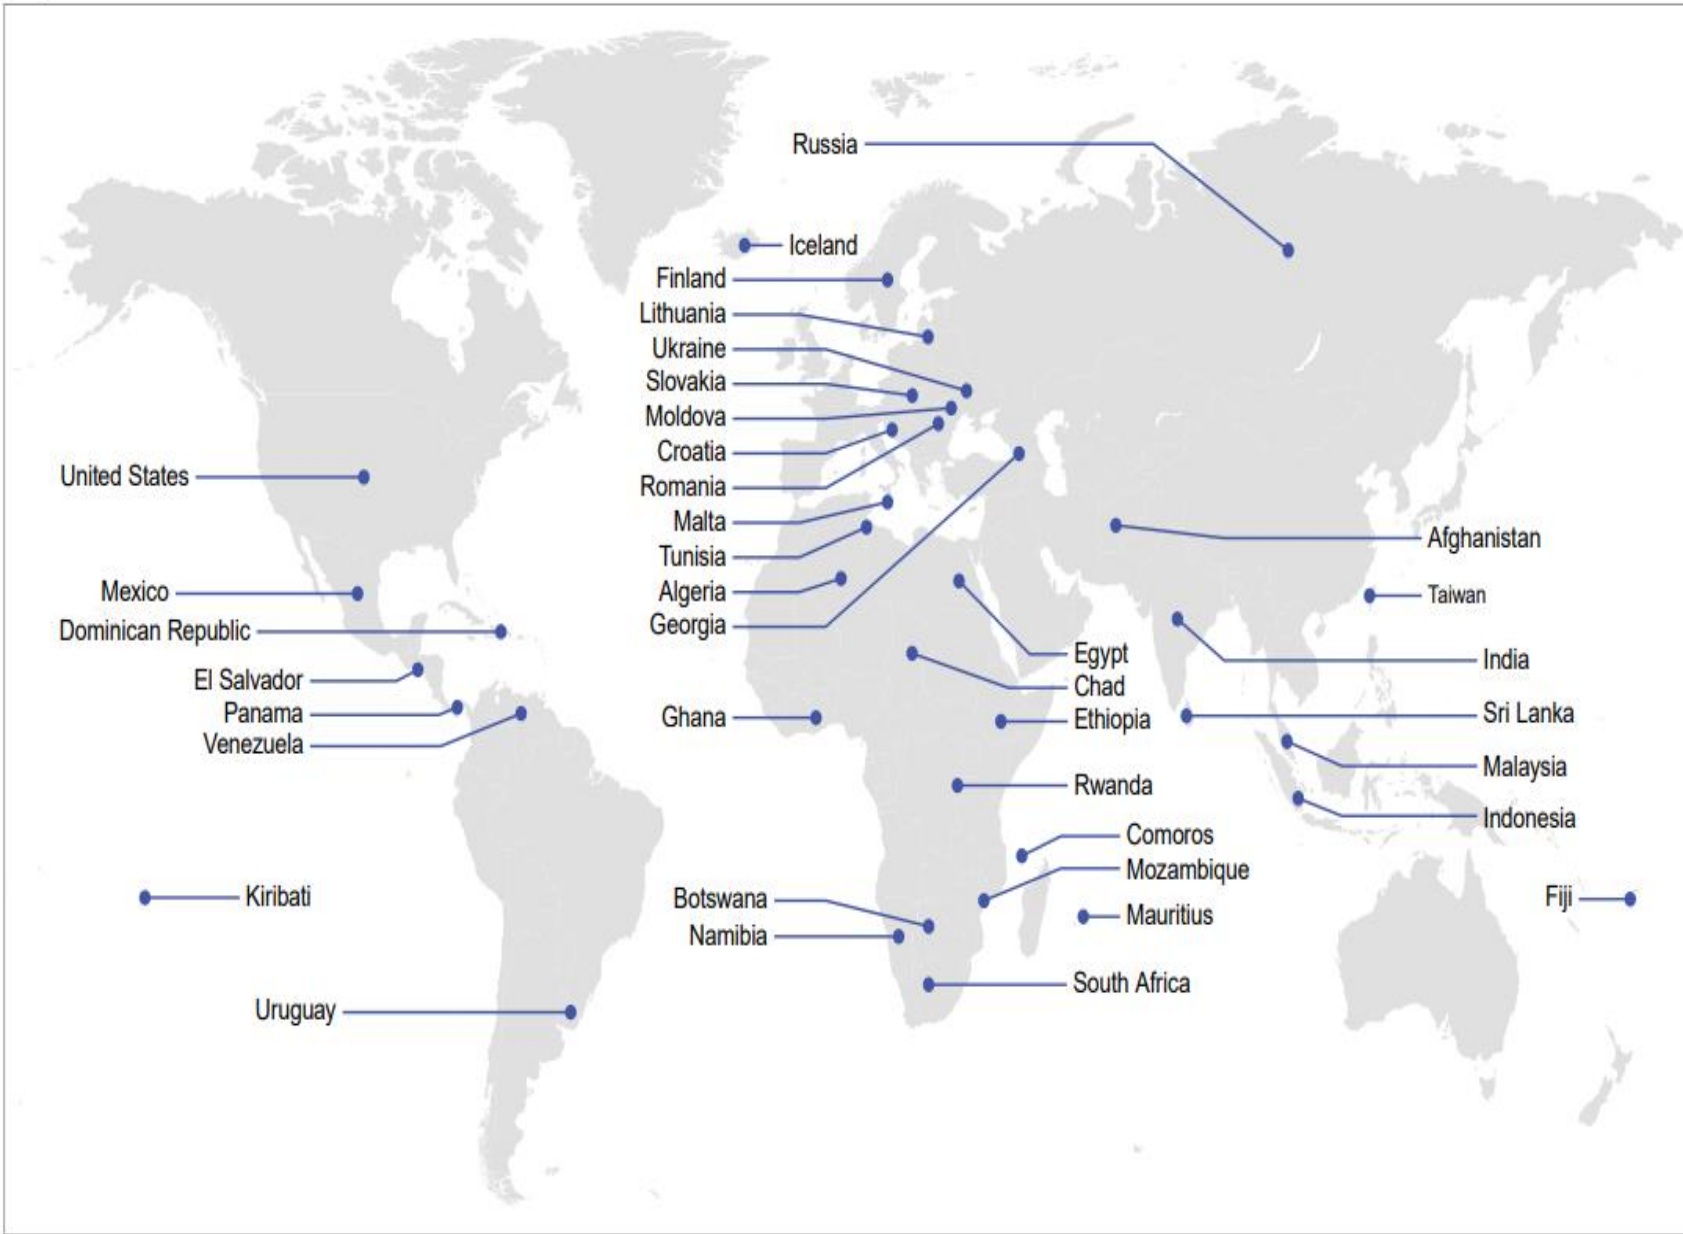 Russia
Iceland
Finland
Lithuania
Ukraine
Slovakia
Moldova
Croatia
Romania
Malta
Tunisia
Algeria
Georgia
United States
Mexico
Dominican Republic
El Salvador
Panama
Venezuela
Afghanistan
Taiwan
India
Sri Lanka
Malaysia
Indonesia
Egypt
Chad
Ethiopia
Ghana
Rwanda
Comoros
Mozambique
Mauritius
Botswana
Namibia
South Africa
Kiribati
Fiji
Uruguay